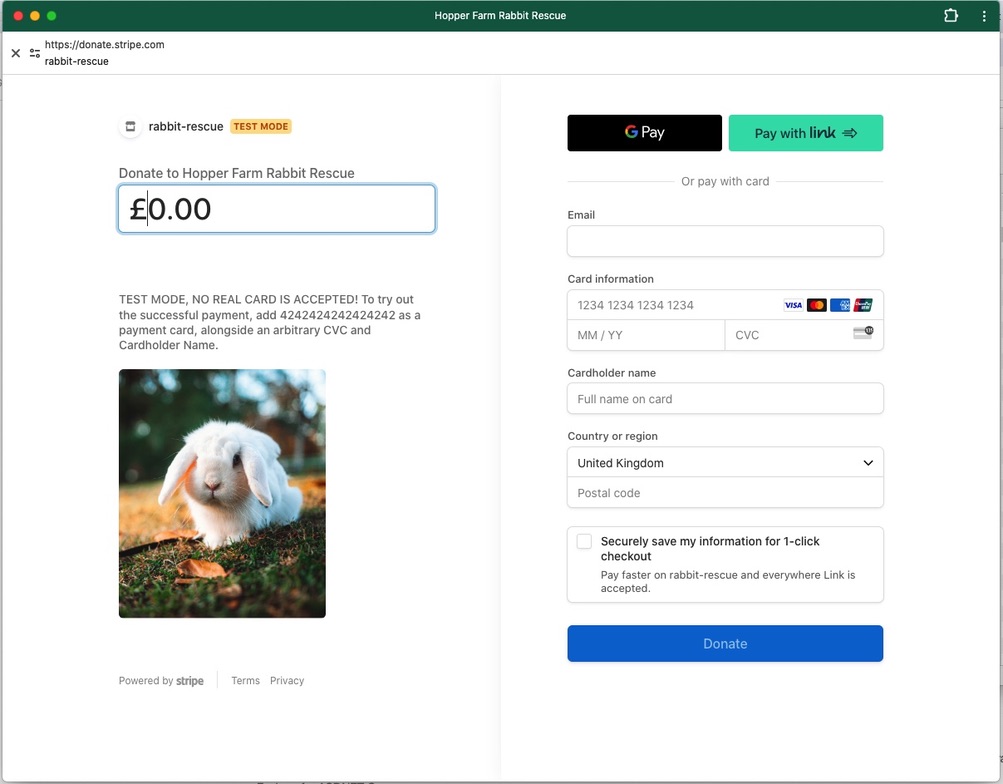 Hopper Farm Rabbit Rescue
https://donate.stripe.com
rabbit-rescue
rabbit-rescue TEST MODE
Donate to Hopper Farm Rabbit Rescue
£0.00
TEST MODE, NO REAL CARD IS ACCEPTED! To try out
the successful payment, add 4242424242424242 as a
payment card, alongside an arbitrary CVC and
Cardholder Name.
Powered by stripe
Terms Privacy
G Pay
Pay with link
Or pay with card
Email
Card information
1234 1234 1234 1234
VISA
MM / YY
CVC
Cardholder name
Full name on card
Country or region
United Kingdom
Postal code
Securely save my information for 1-click
checkout
Pay faster on rabbit-rescue and everywhere Link is
accepted.
Donate